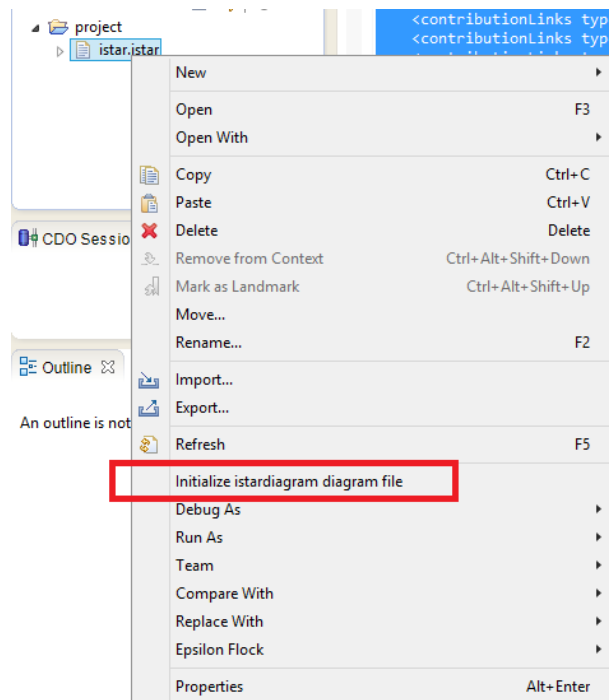 <contributionLinks typ
project
<contributionLinks typ
istar.istar
New
Open F3
Open With
Copy Ctrl+C
Paste Ctrl+V
Delete Delete
CDO Sessio
Remove from Context Ctrl+Alt+Shift+Down
Mark as Landmark Ctrl+Alt+Shift+Up
Move...
Rename... F2
Outline
Import...
Export...
An outline is not
Refresh F5
Initialize istardiagram diagram file
Debug As
Run As
Team
Compare With
Replace With
Epsilon Flock
Properties Alt+Enter